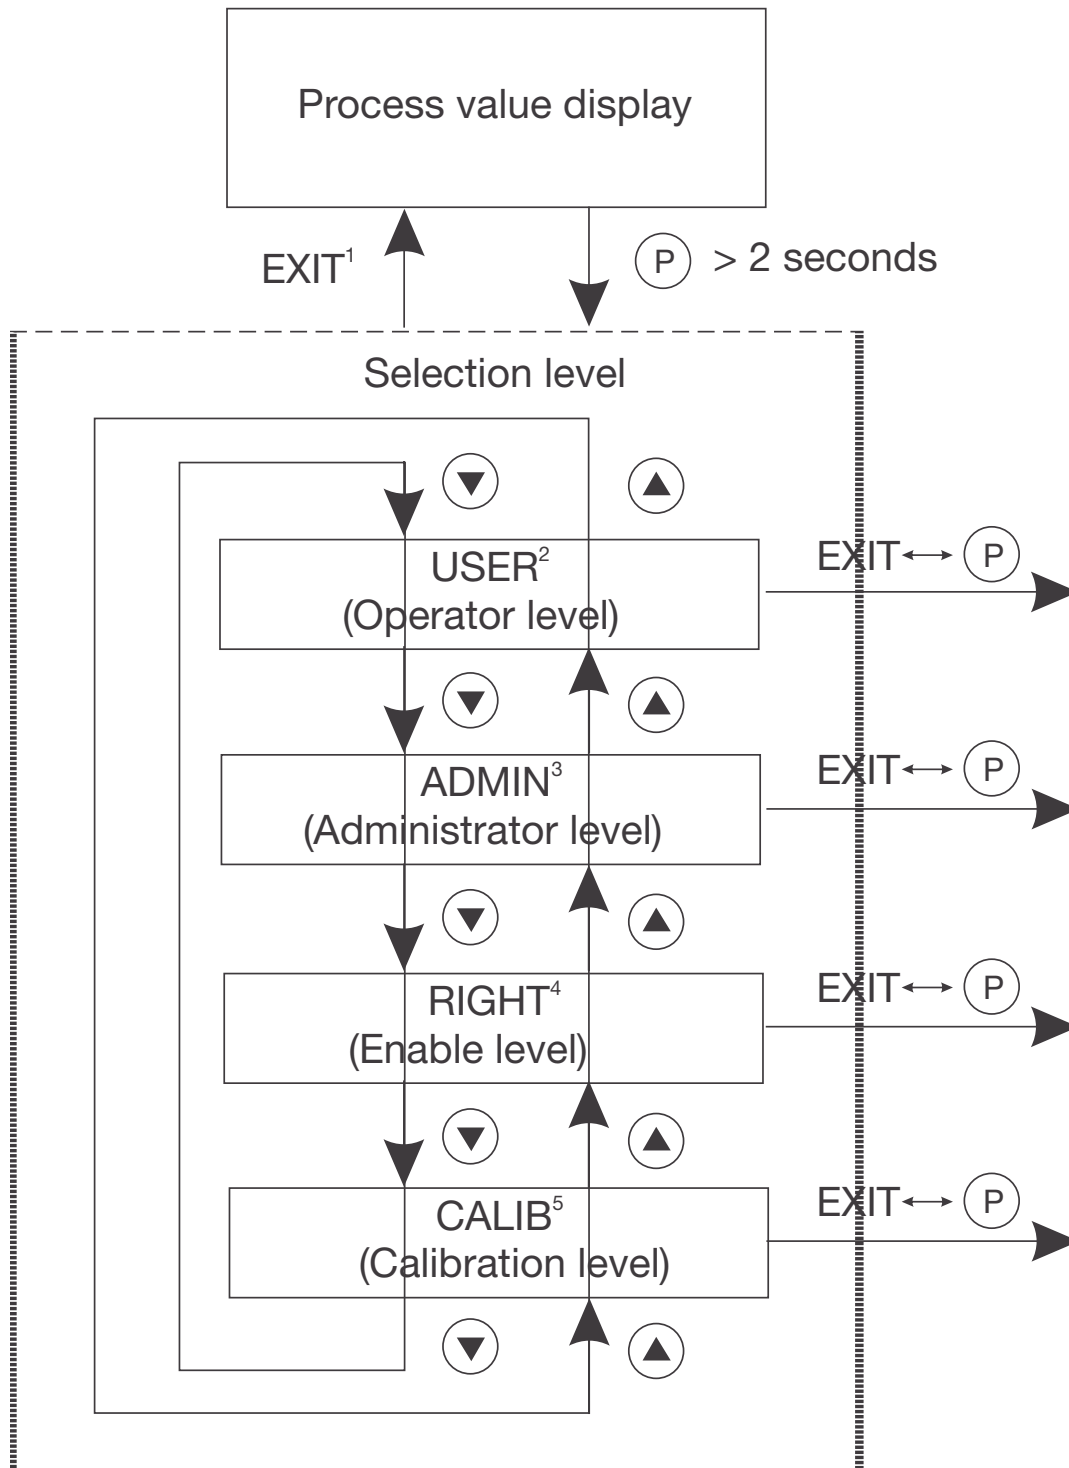 Process value display
EXIT¹
P > 2 seconds
Selection level
USER²
(Operator level)
EXIT P
ADMIN³
(Administrator level)
EXIT P
RIGHT⁴
(Enable level)
EXIT P
CALIB⁵
(Calibration level)
EXIT P